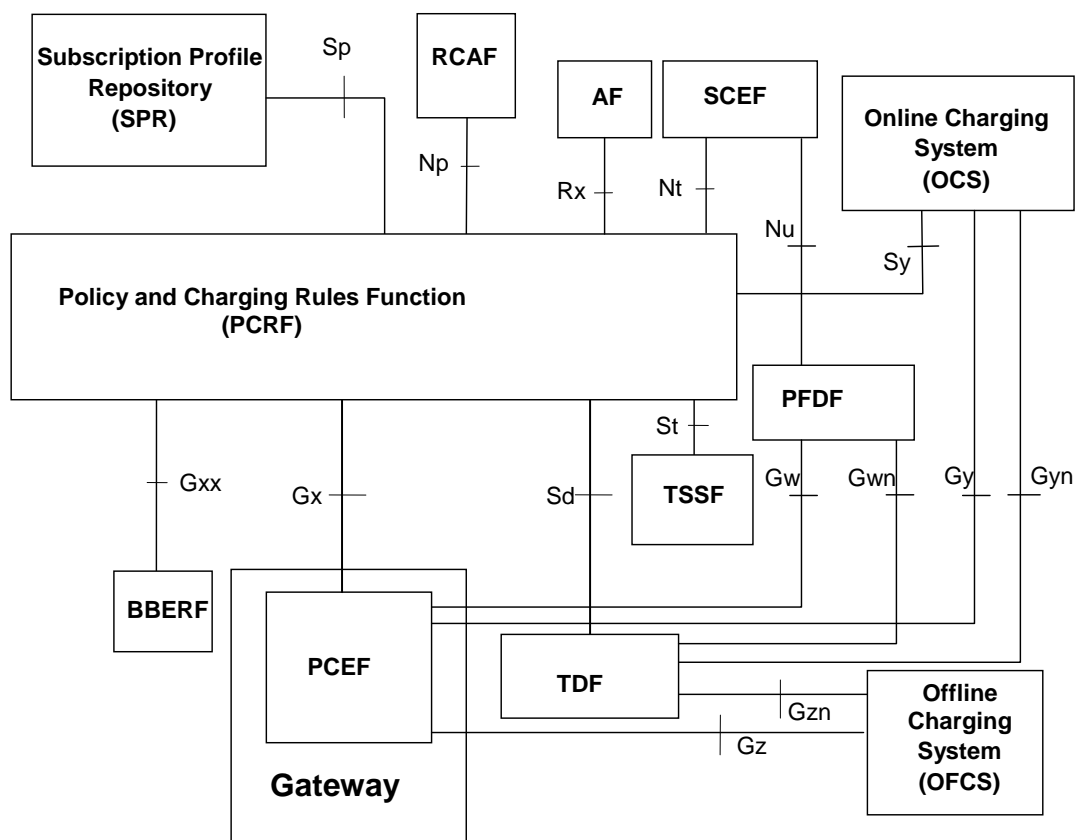 Subscription Profile
Repository
(SPR)
Sp
RCAF
AF
SCEF
Online Charging
System
(OCS)
Np
Rx
Nt
Nu
Sy
Policy and Charging Rules Function
(PCRF)
PFDF
St
Gxx
Gx
Sd
TSSF
Gw
Gwn
Gy
Gyn
BBERF
PCEF
TDF
Offline
Charging
System
(OFCS)
Gzn
Gz
Gateway